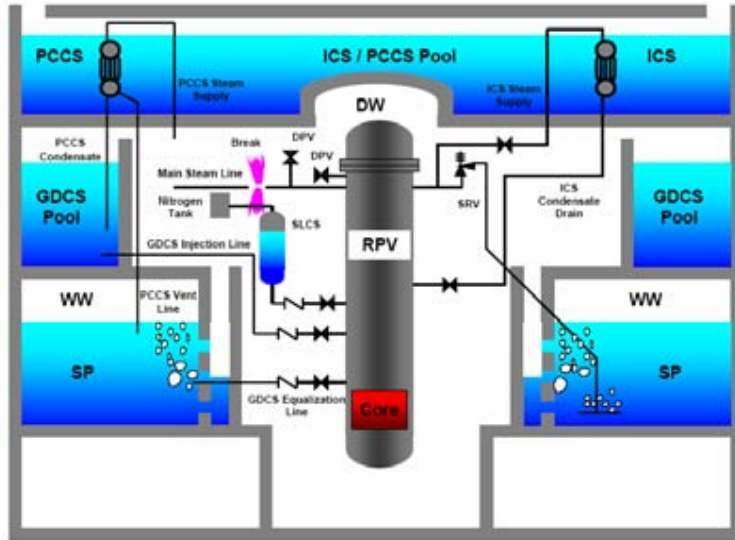 PCCS
ICS / PCCS Pool
ICS
PCCS Steam
Supply
ICS Steam
Supply
DW
Break
DPV
DPV
PCCS
Condensate
Main Steam Line
GDCS
Pool
Nitrogen
Tank
SLCS
SRV
ICS
Condensate
Drain
GDCS
Pool
RPV
GDCS Injection Line
WW
PCCS Vent
Line
WW
SP
SP
GDCS Equalization
Line
Core